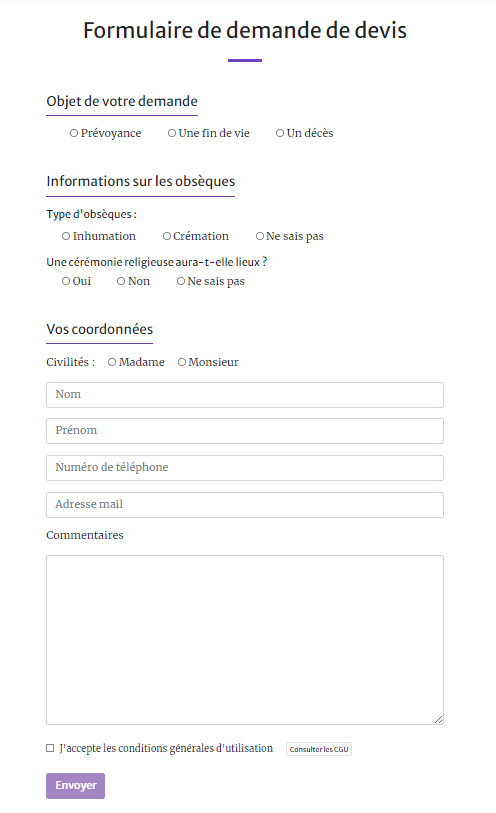 Formulaire de demande de devis
Objet de votre demande
Prévoyance Une fin de vie Un décès
Informations sur les obsèques
Type d'obsèques :
Inhumation Crémation Ne sais pas
Une cérémonie religieuse aura-t-elle lieux ?
Oui Non Ne sais pas
Vos coordonnées
Civilités : Madame Monsieur
Nom
Prénom
Numéro de téléphone
Adresse mail
Commentaires
J'accepte les conditions générales d'utilisation Consulter les CGU
Envoyer